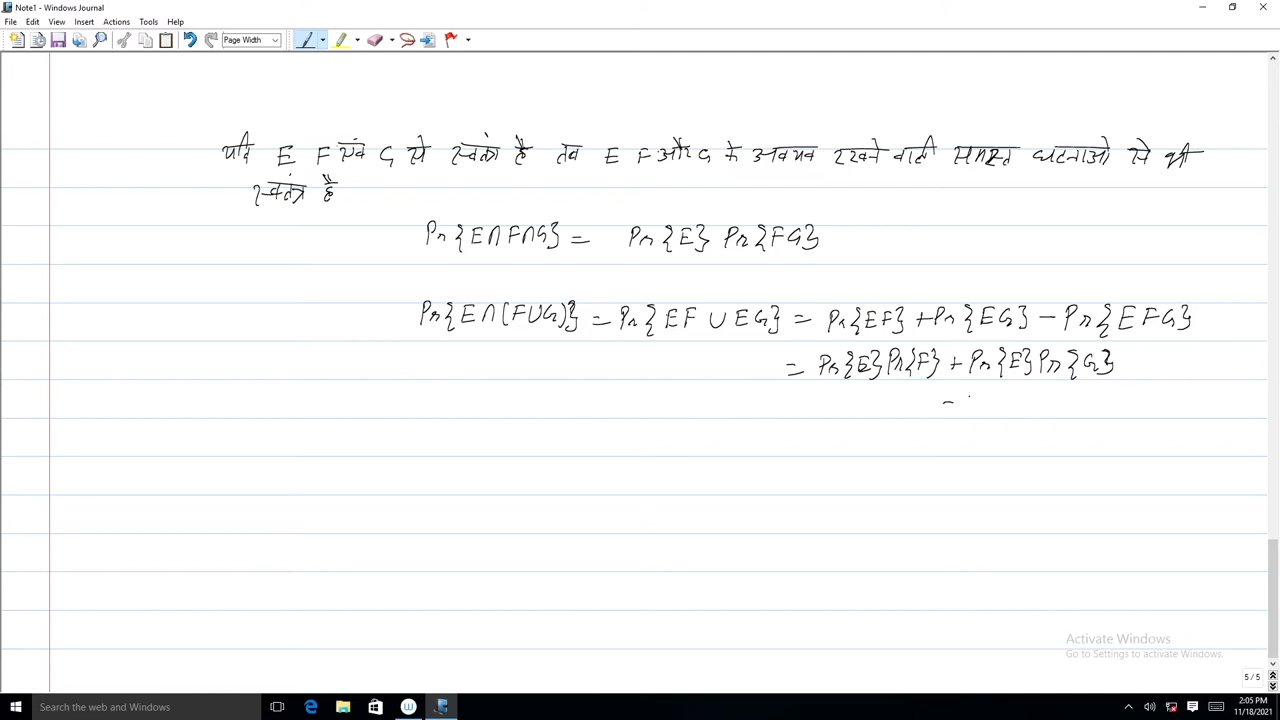 Note1 - Windows Journal
File Edit View Insert Actions Tools Help
Page Width
यदि E F एवं G से स्वतंत्र है तब E F और G के अवयव रखने वाली समस्त घटनाओ से भी
स्वतंत्र है
Pr{E∩F∩G} = Pr{E} Pr{FG}
Pr{E∩(F∪G)} = Pr{EF ∪ EG} = Pr{EF} + Pr{EG} − Pr{EFG}
= Pr{E}Pr{F} + Pr{E}Pr{G}
=
Activate Windows
Go to Settings to activate Windows.
5 / 5
Search the web and Windows
2:05 PM
11/18/2021